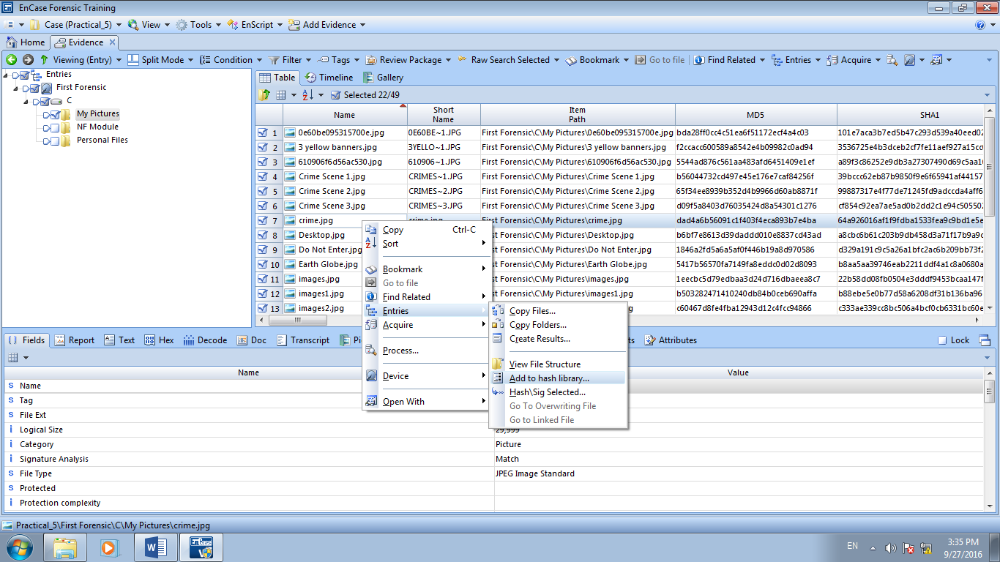 EnCase Forensic Training
Case (Practical_5) View Tools EnScript Add Evidence
Home Evidence
Viewing (Entry) Split Mode Condition Filter Tags Review Package Raw Search Selected Bookmark Go to file Find Related Entries Acquire
Entries
First Forensic
C
My Pictures
NF Module
Personal Files
Table Timeline Gallery
Selected 22/49
Name Short Name Item Path MD5 SHA1
1 0e60be095315700e.jpg 0E60BE~1.JPG First Forensic\C\My Pictures\0e60be095315700e.jpg bda28ff0cc4c51ea6f51172ecf4a4c03 101e7aca3b7ed5b47c293d539a40eed02
2 3 yellow banners.jpg 3YELLO~1.JPG First Forensic\C\My Pictures\3 yellow banners.jpg f2ccacc600589a8542e4b09982c0ad94 3536725e4b3dceb2cf7fe11aef927a15cc
3 610906f6d56ac530.jpg 610906~1.JPG First Forensic\C\My Pictures\610906f6d56ac530.jpg 5544ad876c561aa483afd6451409e1ef a89f3c86252e9db3a27307490d69c5aa1
4 Crime Scene 1.jpg CRIMES~1.JPG First Forensic\C\My Pictures\Crime Scene 1.jpg b56044732cd497e45e176e7caf84256f 39bccc62eb87b9850f9e6f65941af44157
5 Crime Scene 2.jpg CRIMES~2.JPG First Forensic\C\My Pictures\Crime Scene 2.jpg 65f34ee8939b352d4b9966d60ab8871f 99887317e4f77de71245fd9adccda4aff6
6 Crime Scene 3.jpg CRIMES~3.JPG First Forensic\C\My Pictures\Crime Scene 3.jpg d09f5a8403d76035424d8a54301c1276 cf854c92ea7ae5ad0b2dd2c1e94c505502
7 crime.jpg crime.jpg First Forensic\C\My Pictures\crime.jpg dad4a6b56091c1f403f4eca893b7e4ba 64a926016af1f9fdba1533fea9c9bd1e5e
8 Desktop.jpg My Pictures\Desktop.jpg b6bf7e8613d39daddd010e8837cd43ad a8cbc6b61c203b9db458d3a71f17b9a9c
9 Do Not Enter.jpg My Pictures\Do Not Enter.jpg 1846a2fd5a6a5af0f446b19a8d970586 d329a191c9c5a26a1bfc2ac6b209bb73f
10 Earth Globe.jpg My Pictures\Earth Globe.jpg 5417b56570fa7149fa8eddc0d02d8093 b8aa5aa39746eab2211ddf4a1c8a0680a
11 images.jpg My Pictures\images.jpg 1eecbc5d79edbaa3d24d716dbaeea8c7 22b58dd08fb0504e3dddf9453bcaa147f
12 images1.jpg My Pictures\images1.jpg b503282471410240db84b0ceb690affa b88ebe5e0b77d58a6208df31b136ba96
13 images2.jpg c60467d8fe4fba12943d12c4fcc94866 c333ae339cc8bc506a4bcf0cb6331bc60e
Copy Ctrl-C
Sort
Bookmark
Go to file
Find Related
Entries
Acquire
Process...
Device
Open With
Copy Files...
Copy Folders...
Create Results...
View File Structure
Add to hash library...
Hash\Sig Selected...
Go To Overwriting File
Go to Linked File
Fields Report Text Hex Decode Doc Transcript Attributes Lock
Name Value
Name
Tag
File Ext
Logical Size 29,999
Category Picture
Signature Analysis Match
File Type JPEG Image Standard
Protected
Protection complexity
Practical_5\First Forensic\C\My Pictures\crime.jpg
EN 3:35 PM
9/27/2016